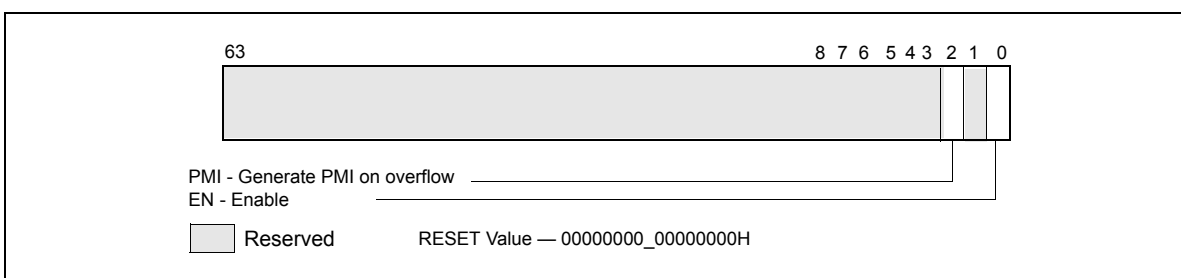 63 8 7 6 5 4 3 2 1 0
PMI - Generate PMI on overflow
EN - Enable
Reserved RESET Value — 00000000_00000000H